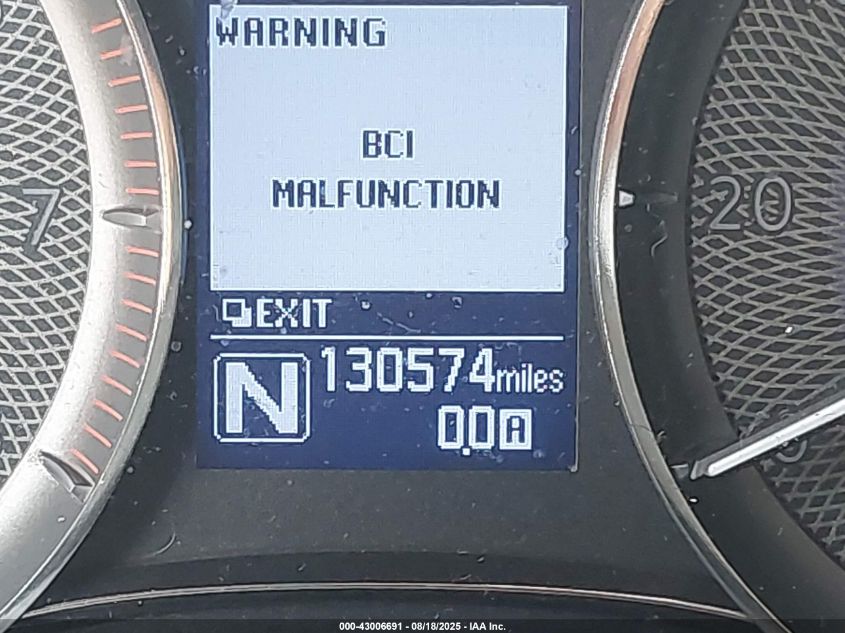 WARNING
BCI
MALFUNCTION
EXIT
7
20
N
130574miles
0.0A
000-43006691 - 08/18/2025 - IAA Inc.